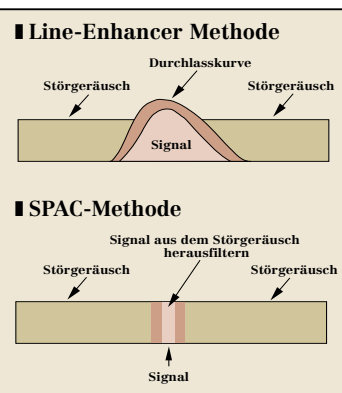 Line-Enhancer Methode
Durchlasskurve
Störgeräusch
Störgeräusch
Signal
SPAC-Methode
Signal aus dem Störgeräusch
herausfiltern
Störgeräusch
Störgeräusch
Signal